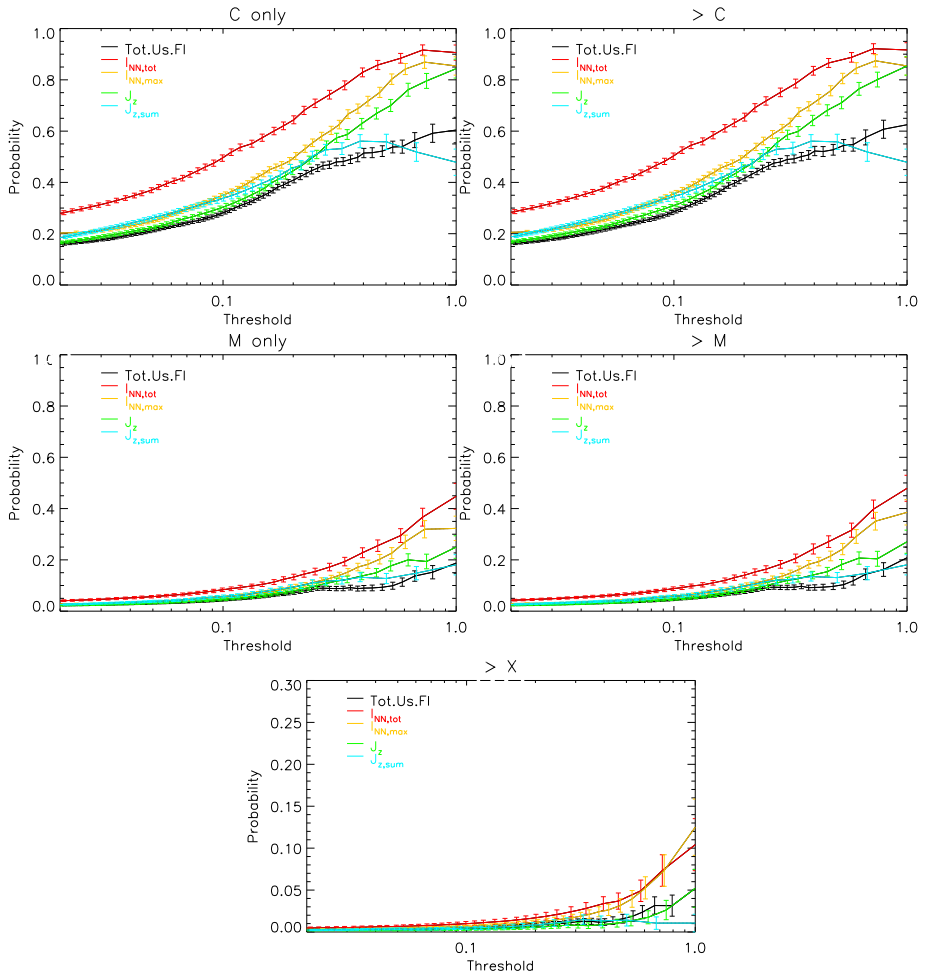 C only
> C
Tot.Us.Fl
I_NN,tot
I_NN,max
J_z
J_z,sum
Tot.Us.Fl
I_NN,tot
I_NN,max
J_z
J_z,sum
1.0
0.8
0.6
0.4
0.2
0.0
Probability
0.1
1.0
Threshold
1.0
0.8
0.6
0.4
0.2
0.0
Probability
0.1
1.0
Threshold
M only
> M
Tot.Us.Fl
I_NN,tot
I_NN,max
J_z
J_z,sum
Tot.Us.Fl
I_NN,tot
I_NN,max
J_z
J_z,sum
0.8
0.6
0.4
0.2
0.0
Probability
0.1
1.0
Threshold
0.8
0.6
0.4
0.2
0.0
Probability
0.1
1.0
Threshold
> X
Tot.Us.Fl
I_NN,tot
I_NN,max
J_z
J_z,sum
0.30
0.25
0.20
0.15
0.10
0.05
0.00
Probability
0.1
1.0
Threshold